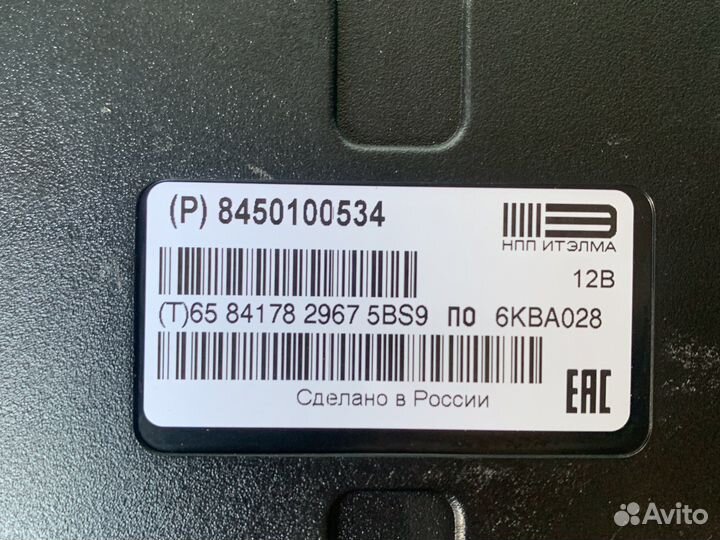 (P) 8450100534
НПП ИТЭЛМА
12В
(T)65 84178 2967 5BS9 ПО 6KBA028
Сделано в России
EAC
Avito